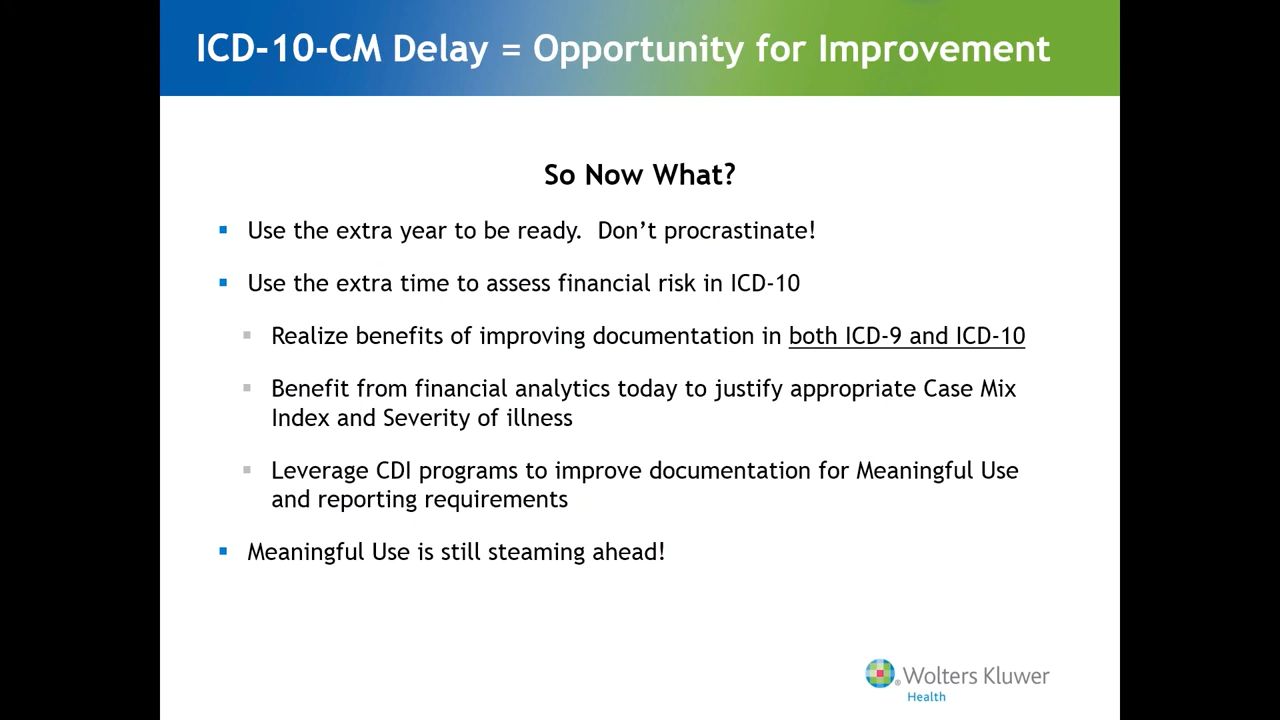 ICD-10-CM Delay = Opportunity for Improvement
So Now What?
Use the extra year to be ready.  Don’t procrastinate!
Use the extra time to assess financial risk in ICD-10
Realize benefits of improving documentation in both ICD-9 and ICD-10
Benefit from financial analytics today to justify appropriate Case Mix
Index and Severity of illness
Leverage CDI programs to improve documentation for Meaningful Use
and reporting requirements
Meaningful Use is still steaming ahead!
® Wolters Kluwer
Health